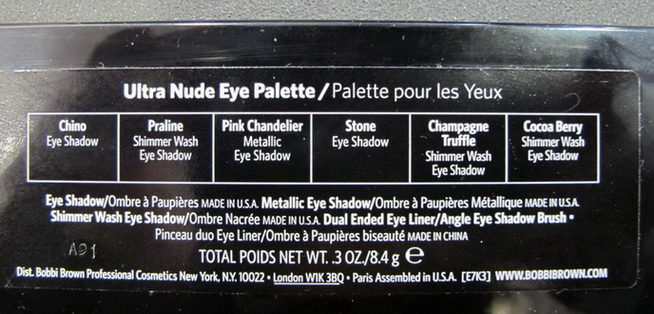 Ultra Nude Eye Palette/Palette pour les Yeux
Chino
Eye Shadow
Praline
Shimmer Wash
Eye Shadow
Pink Chandelier
Metallic
Eye Shadow
Stone
Eye Shadow
Champagne
Truffle
Shimmer Wash
Eye Shadow
Cocoa Berry
Shimmer Wash
Eye Shadow
Eye Shadow/Ombre à Paupières MADE IN U.S.A. Metallic Eye Shadow/Ombre à Paupières Métallique MADE IN U.S.A.
Shimmer Wash Eye Shadow/Ombre Nacrée MADE IN U.S.A. Dual Ended Eye Liner/Angle Eye Shadow Brush •
Pinceau duo Eye Liner/Ombre à Paupières biseauté MADE IN CHINA
TOTAL POIDS NET WT. .3 OZ./8.4 g ℮
Dist. Bobbi Brown Professional Cosmetics New York, N.Y. 10022 • London W1K 3BQ • Paris Assembled in U.S.A. [E7K3] WWW.BOBBIBROWN.COM